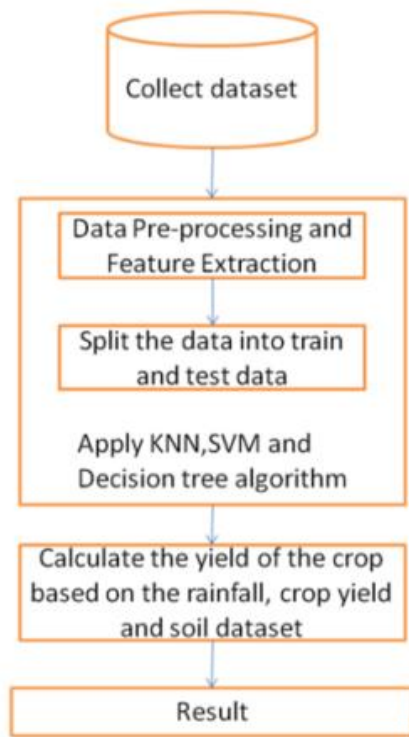 Collect dataset
Data Pre-processing and
Feature Extraction
Split the data into train
and test data
Apply KNN,SVM and
Decision tree algorithm
Calculate the yield of the crop
based on the rainfall, crop yield
and soil dataset
Result